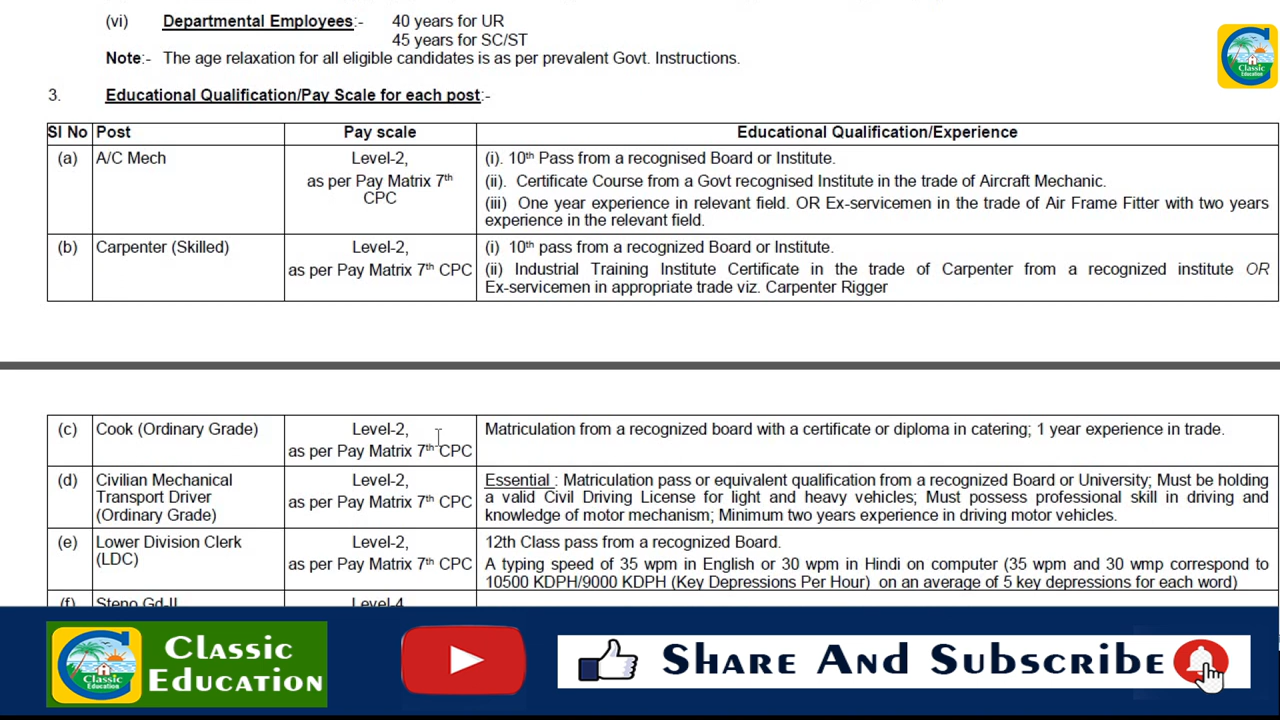 (vi) Departmental Employees:- 40 years for UR
45 years for SC/ST
Note:- The age relaxation for all eligible candidates is as per prevalent Govt. Instructions.
Classic
Education
3. Educational Qualification/Pay Scale for each post:-
Sl No Post Pay scale Educational Qualification/Experience
(a) A/C Mech Level-2, (i). 10th Pass from a recognised Board or Institute.
as per Pay Matrix 7th (ii). Certificate Course from a Govt recognised Institute in the trade of Aircraft Mechanic.
CPC (iii) One year experience in relevant field. OR Ex-servicemen in the trade of Air Frame Fitter with two years
experience in the relevant field.
(b) Carpenter (Skilled) Level-2, (i) 10th pass from a recognized Board or Institute.
as per Pay Matrix 7th CPC (ii) Industrial Training Institute Certificate in the trade of Carpenter from a recognized institute OR
Ex-servicemen in appropriate trade viz. Carpenter Rigger
(c) Cook (Ordinary Grade) Level-2, Matriculation from a recognized board with a certificate or diploma in catering; 1 year experience in trade.
as per Pay Matrix 7th CPC
(d) Civilian Mechanical Level-2, Essential : Matriculation pass or equivalent qualification from a recognized Board or University; Must be holding
Transport Driver as per Pay Matrix 7th CPC a valid Civil Driving License for light and heavy vehicles; Must possess professional skill in driving and
(Ordinary Grade) knowledge of motor mechanism; Minimum two years experience in driving motor vehicles.
(e) Lower Division Clerk Level-2, 12th Class pass from a recognized Board.
(LDC) as per Pay Matrix 7th CPC A typing speed of 35 wpm in English or 30 wpm in Hindi on computer (35 wpm and 30 wmp correspond to
10500 KDPH/9000 KDPH (Key Depressions Per Hour) on an average of 5 key depressions for each word)
(f) Steno Gd-II Level-4
Classic
Education
Classic
Education
Share And Subscribe